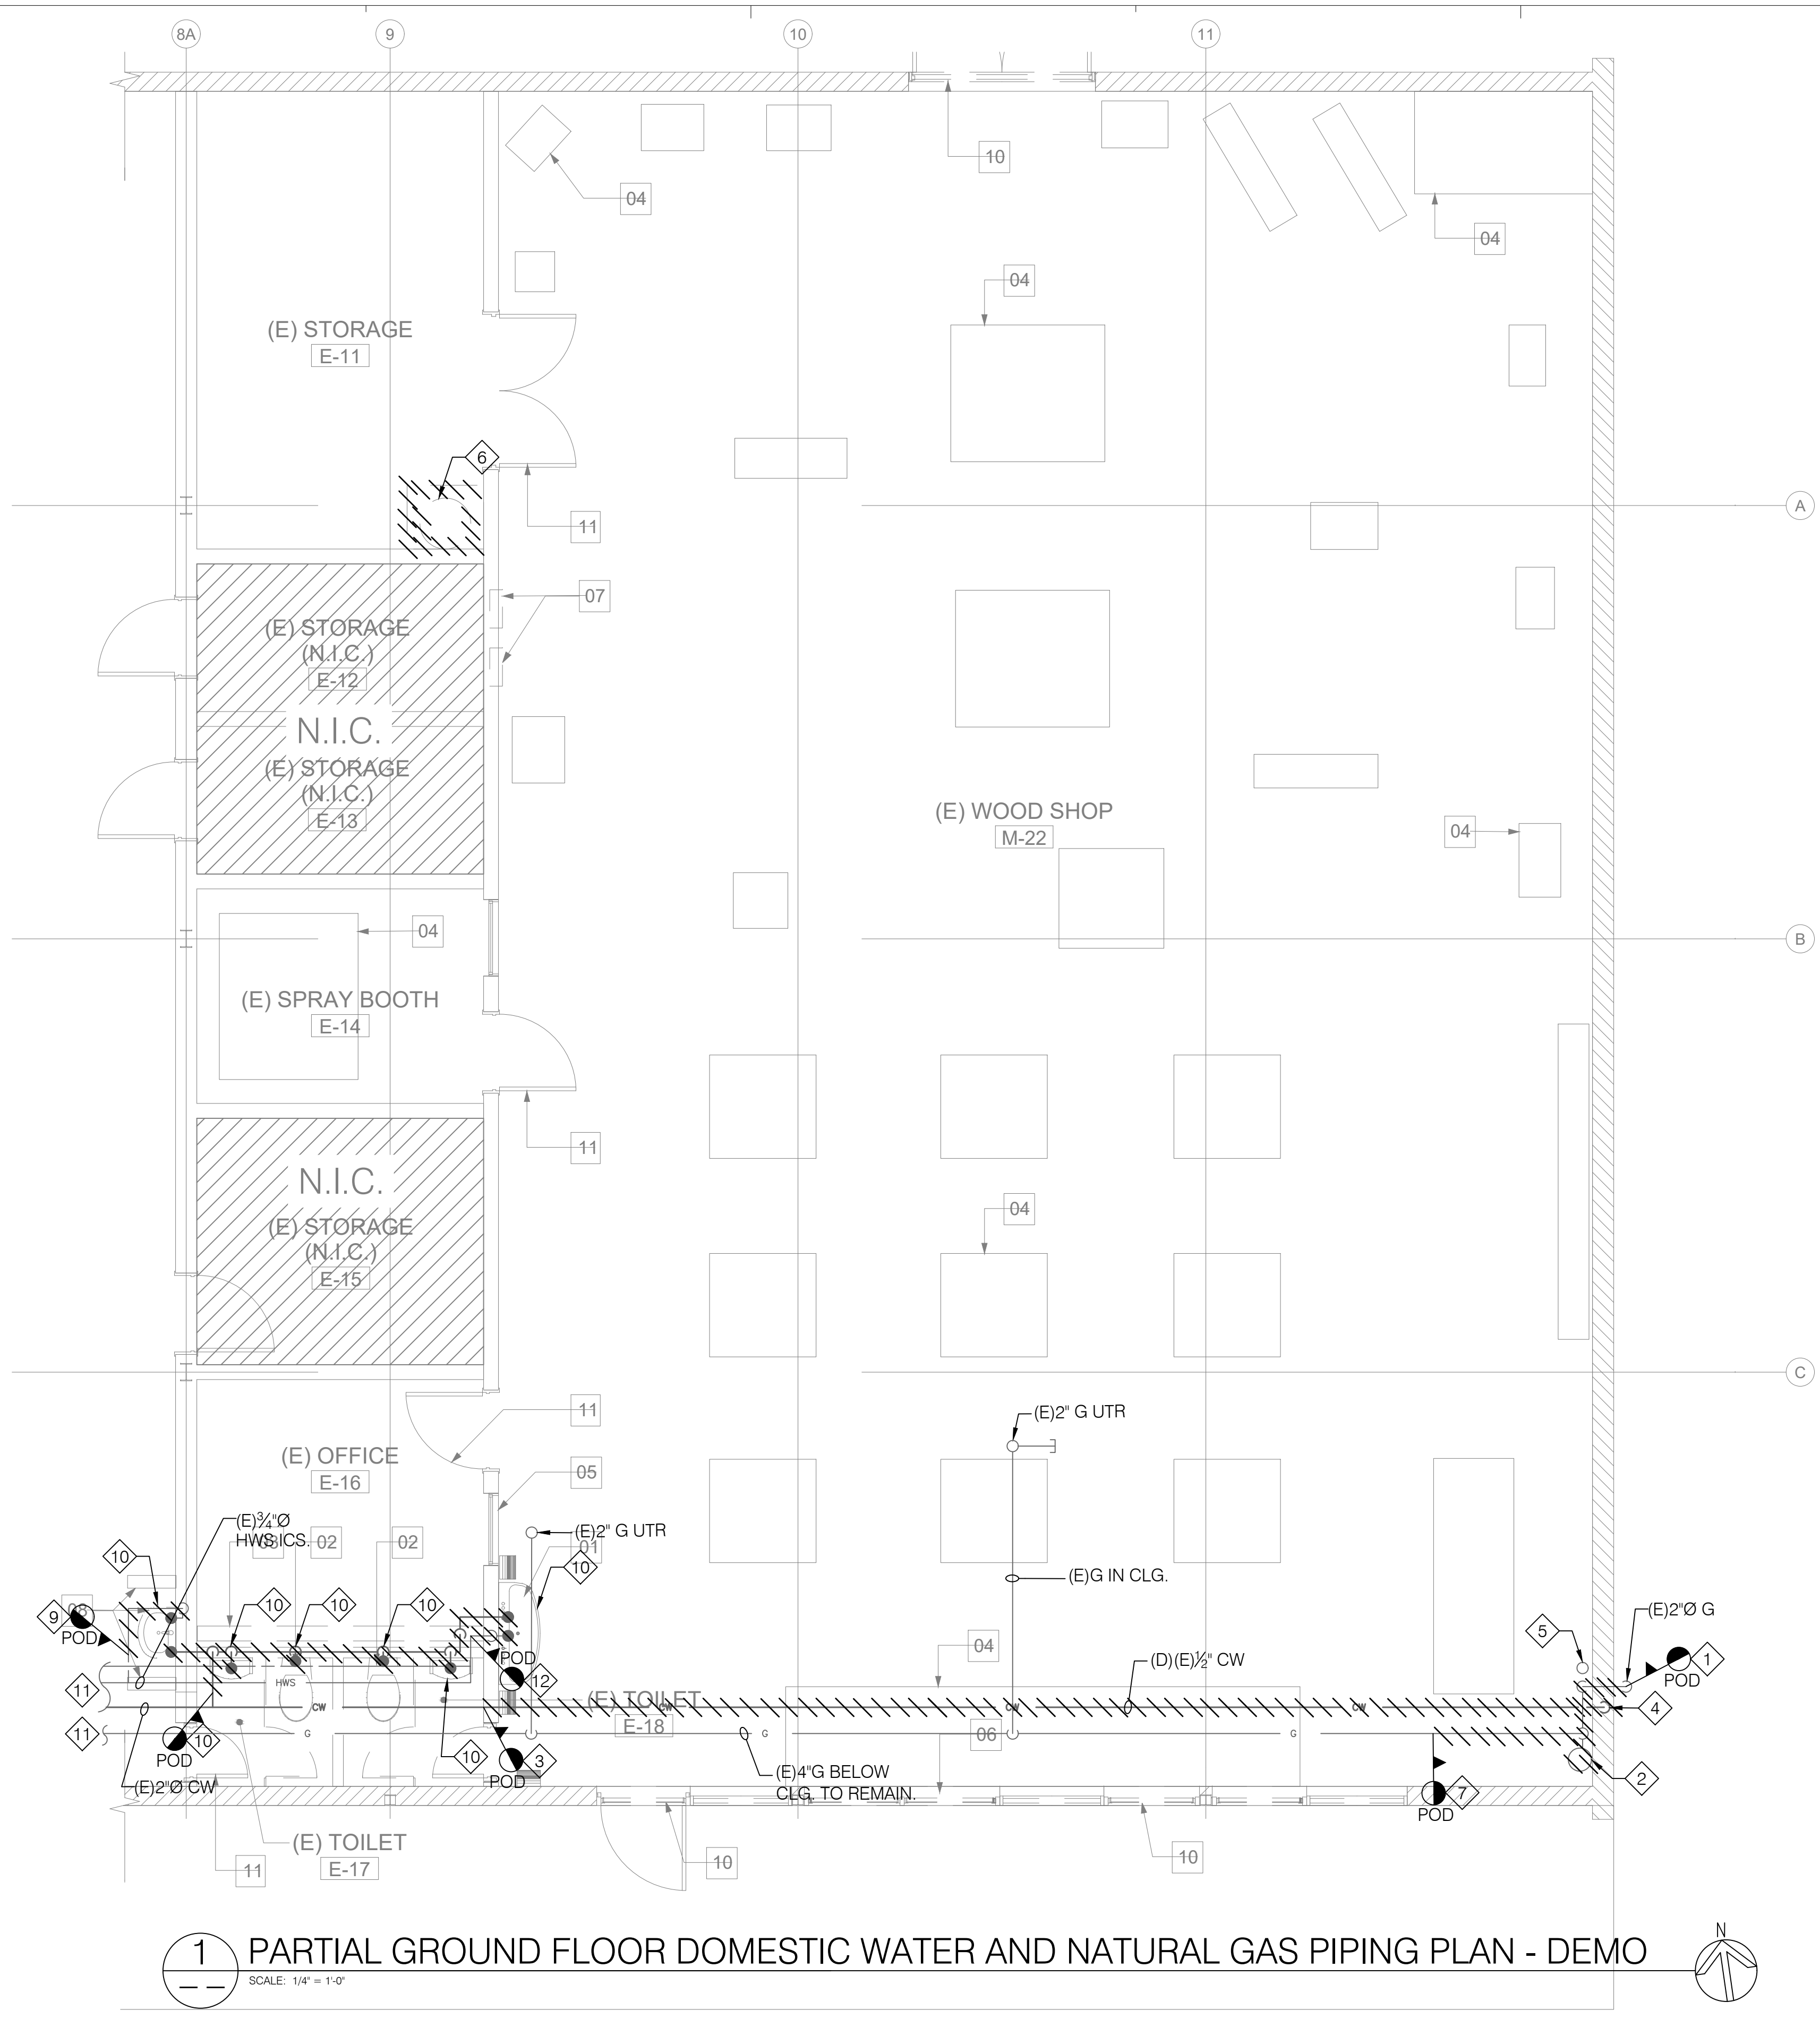 8A
9
10
11
10
04
04
04
(E) STORAGE
E-11
6
A
11
07
(E) STORAGE
(N.I.C.)
E-12
N.I.C.
(E) STORAGE
(N.I.C.)
E-13
(E) WOOD SHOP
M-22
04
04
B
(E) SPRAY BOOTH
E-14
11
N.I.C.
(E) STORAGE
(N.I.C.)
E-15
04
C
11
(E)2" G UTR
(E) OFFICE
E-16
05
(E)3/4"Ø
HWS ICS.
03
02
02
(E)2" G UTR
01
10
10
(E)G IN CLG.
08
9
POD
10
10
10
(E)2"Ø G
5
04
1
POD
POD
12
(D)(E)1/2" CW
11
HWS
CW
(E) TOILET
E-18
CW
CW
CW
4
11
G
G
G
06
POD
10
10
3
POD
(E)4"G BELOW
CLG. TO REMAIN.
2
(E)2"Ø CW
7
POD
(E) TOILET
E-17
11
10
10
1
PARTIAL GROUND FLOOR DOMESTIC WATER AND NATURAL GAS PIPING PLAN - DEMO
SCALE: 1/4" = 1'-0"
N